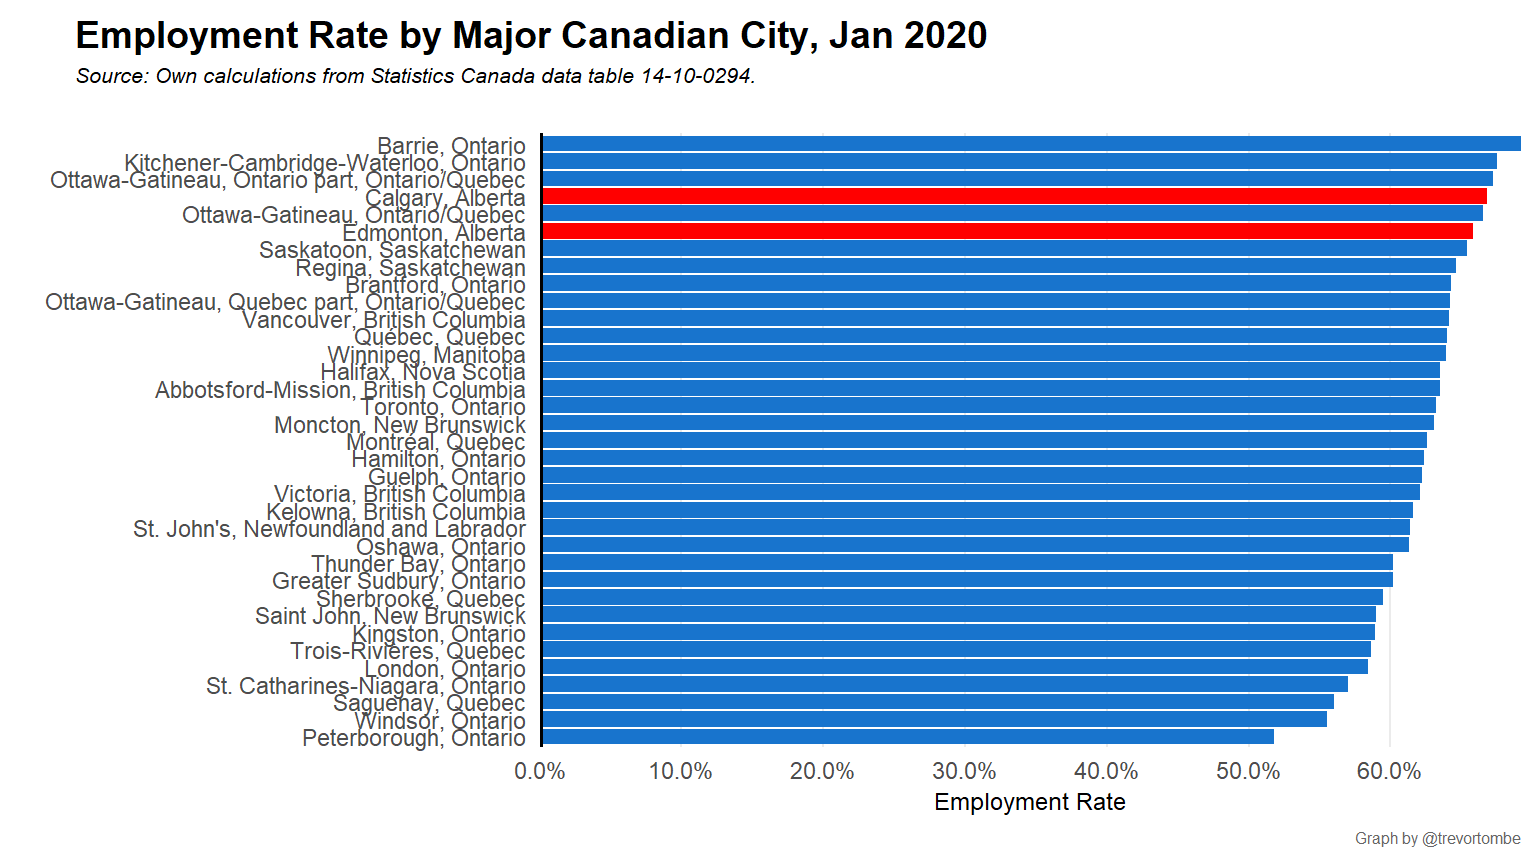 Employment Rate by Major Canadian City, Jan 2020
Source: Own calculations from Statistics Canada data table 14-10-0294.
Barrie, Ontario
Kitchener-Cambridge-Waterloo, Ontario
Ottawa-Gatineau, Ontario part, Ontario/Quebec
Calgary, Alberta
Ottawa-Gatineau, Ontario/Quebec
Edmonton, Alberta
Saskatoon, Saskatchewan
Regina, Saskatchewan
Brantford, Ontario
Ottawa-Gatineau, Quebec part, Ontario/Quebec
Vancouver, British Columbia
Québec, Quebec
Winnipeg, Manitoba
Halifax, Nova Scotia
Abbotsford-Mission, British Columbia
Toronto, Ontario
Moncton, New Brunswick
Montréal, Quebec
Hamilton, Ontario
Guelph, Ontario
Victoria, British Columbia
Kelowna, British Columbia
St. John's, Newfoundland and Labrador
Oshawa, Ontario
Thunder Bay, Ontario
Greater Sudbury, Ontario
Sherbrooke, Quebec
Saint John, New Brunswick
Kingston, Ontario
Trois-Rivières, Quebec
London, Ontario
St. Catharines-Niagara, Ontario
Saguenay, Quebec
Windsor, Ontario
Peterborough, Ontario
0.0% 10.0% 20.0% 30.0% 40.0% 50.0% 60.0%
Employment Rate
Graph by @trevortombe